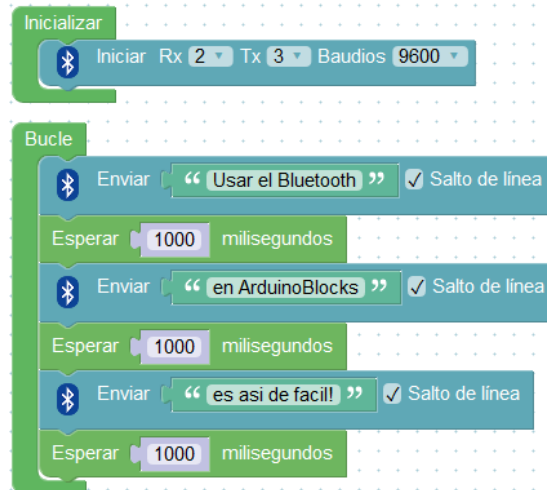 Inicializar
Iniciar Rx 2 Tx 3 Baudios 9600
Bucle
Enviar “ Usar el Bluetooth ” Salto de línea
Esperar 1000 milisegundos
Enviar “ en ArduinoBlocks ” Salto de línea
Esperar 1000 milisegundos
Enviar “ es asi de facil! ” Salto de línea
Esperar 1000 milisegundos